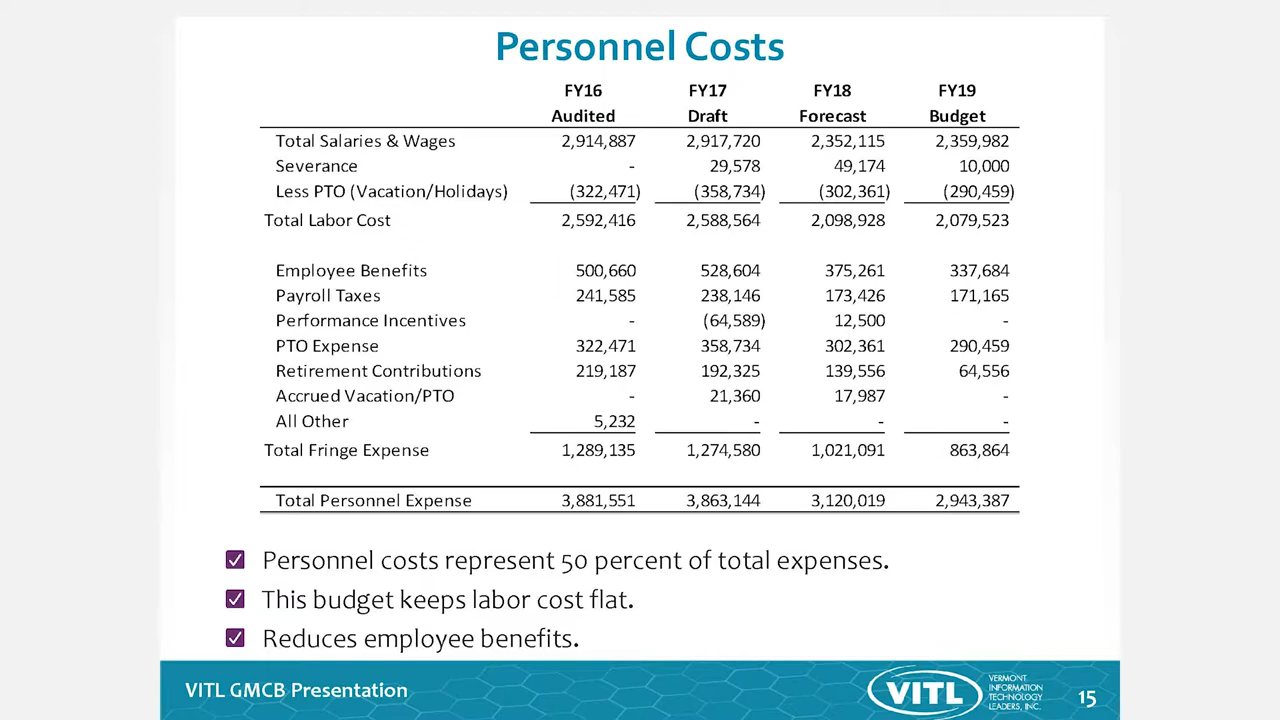 Personnel Costs
FY16 FY17 FY18 FY19
Audited Draft Forecast Budget
Total Salaries & Wages 2,914,887 2,917,720 2,352,115 2,359,982
Severance - 29,578 49,174 10,000
Less PTO (Vacation/Holidays) (322,471) (358,734) (302,361) (290,459)
Total Labor Cost 2,592,416 2,588,564 2,098,928 2,079,523
Employee Benefits 500,660 528,604 375,261 337,684
Payroll Taxes 241,585 238,146 173,426 171,165
Performance Incentives - (64,589) 12,500 -
PTO Expense 322,471 358,734 302,361 290,459
Retirement Contributions 219,187 192,325 139,556 64,556
Accrued Vacation/PTO - 21,360 17,987 -
All Other 5,232 - - -
Total Fringe Expense 1,289,135 1,274,580 1,021,091 863,864
Total Personnel Expense 3,881,551 3,863,144 3,120,019 2,943,387
Personnel costs represent 50 percent of total expenses.
This budget keeps labor cost flat.
Reduces employee benefits.
VITL GMCB Presentation
VITL
VERMONT
INFORMATION
TECHNOLOGY
LEADERS, INC.
15